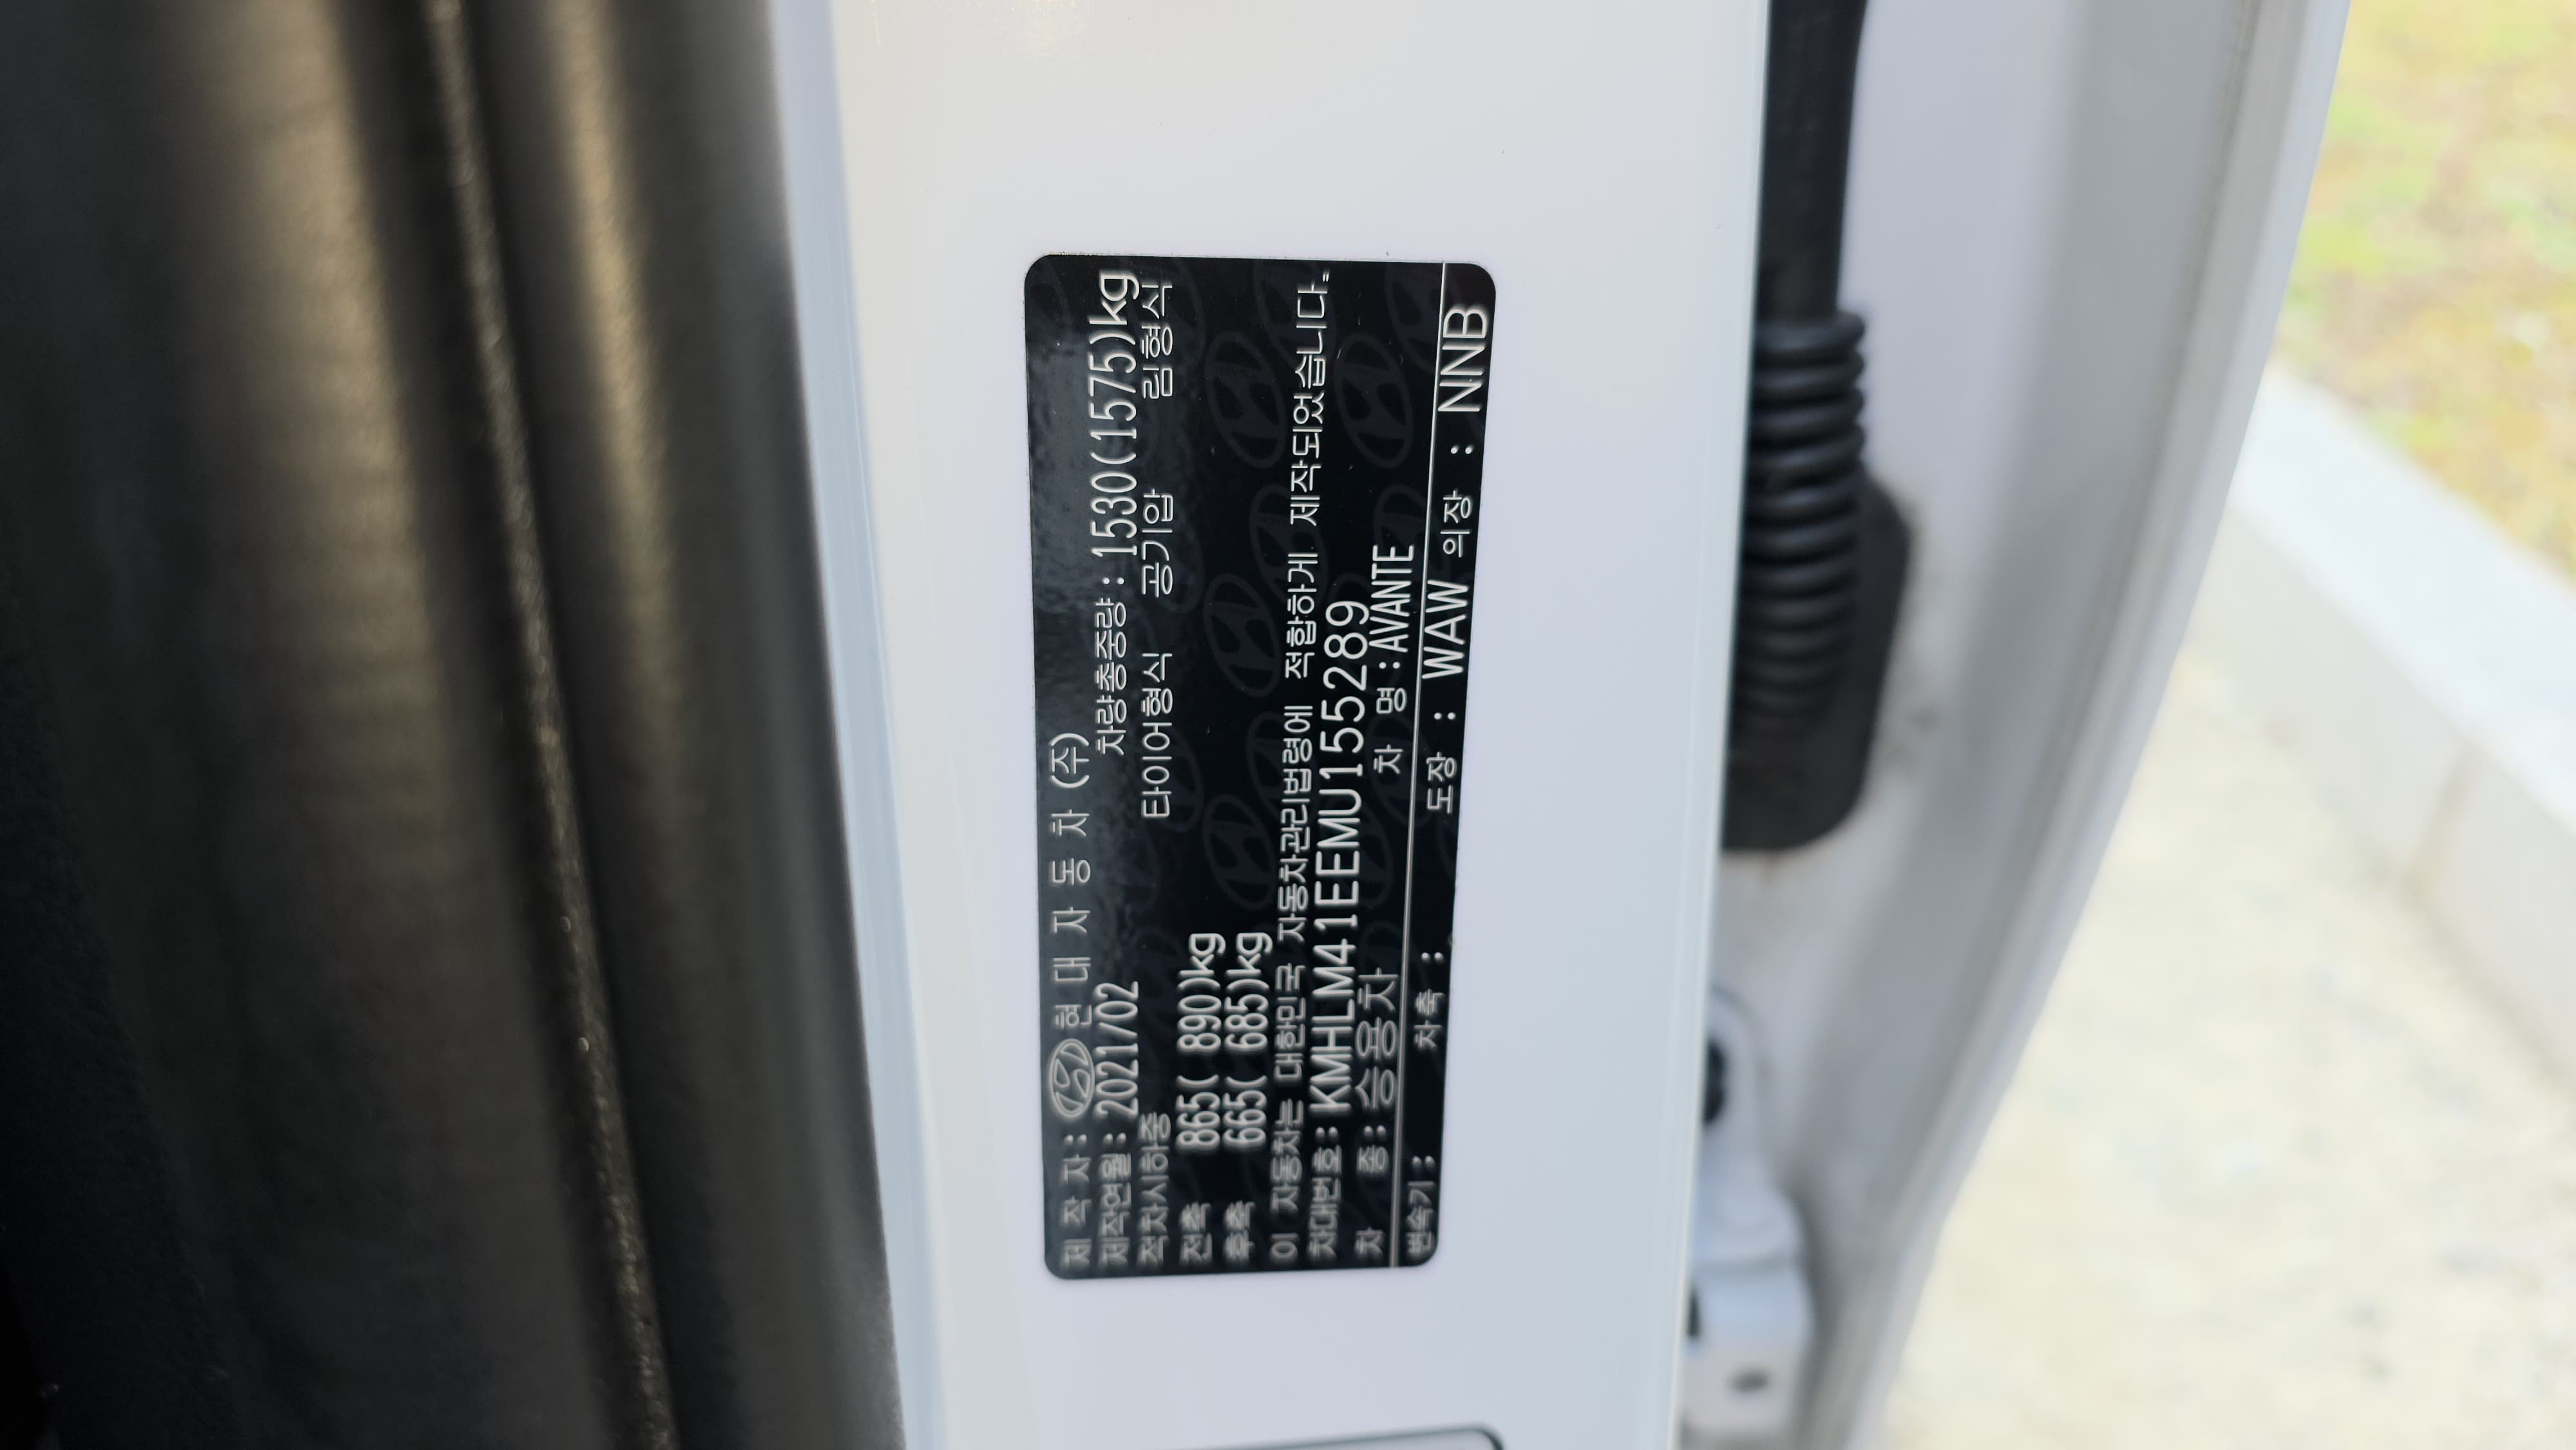 제 작 자 : 현 대 자 동 차 (주)
제작연월 : 2021/02 차량총중량 : 1530(1575)kg
적차시하중 타이어형식 공기압 림형식
전축 865( 890)kg
후축 665( 685)kg
이 자동차는 대한민국 자동차관리법령에 적합하게 제작되었습니다.
차대번호 : KMHLM41EEMU155289
차 종 : 승용차 차 명 : AVANTE
변속기 : 차축 : 도장 : WAW 의장 : NNB